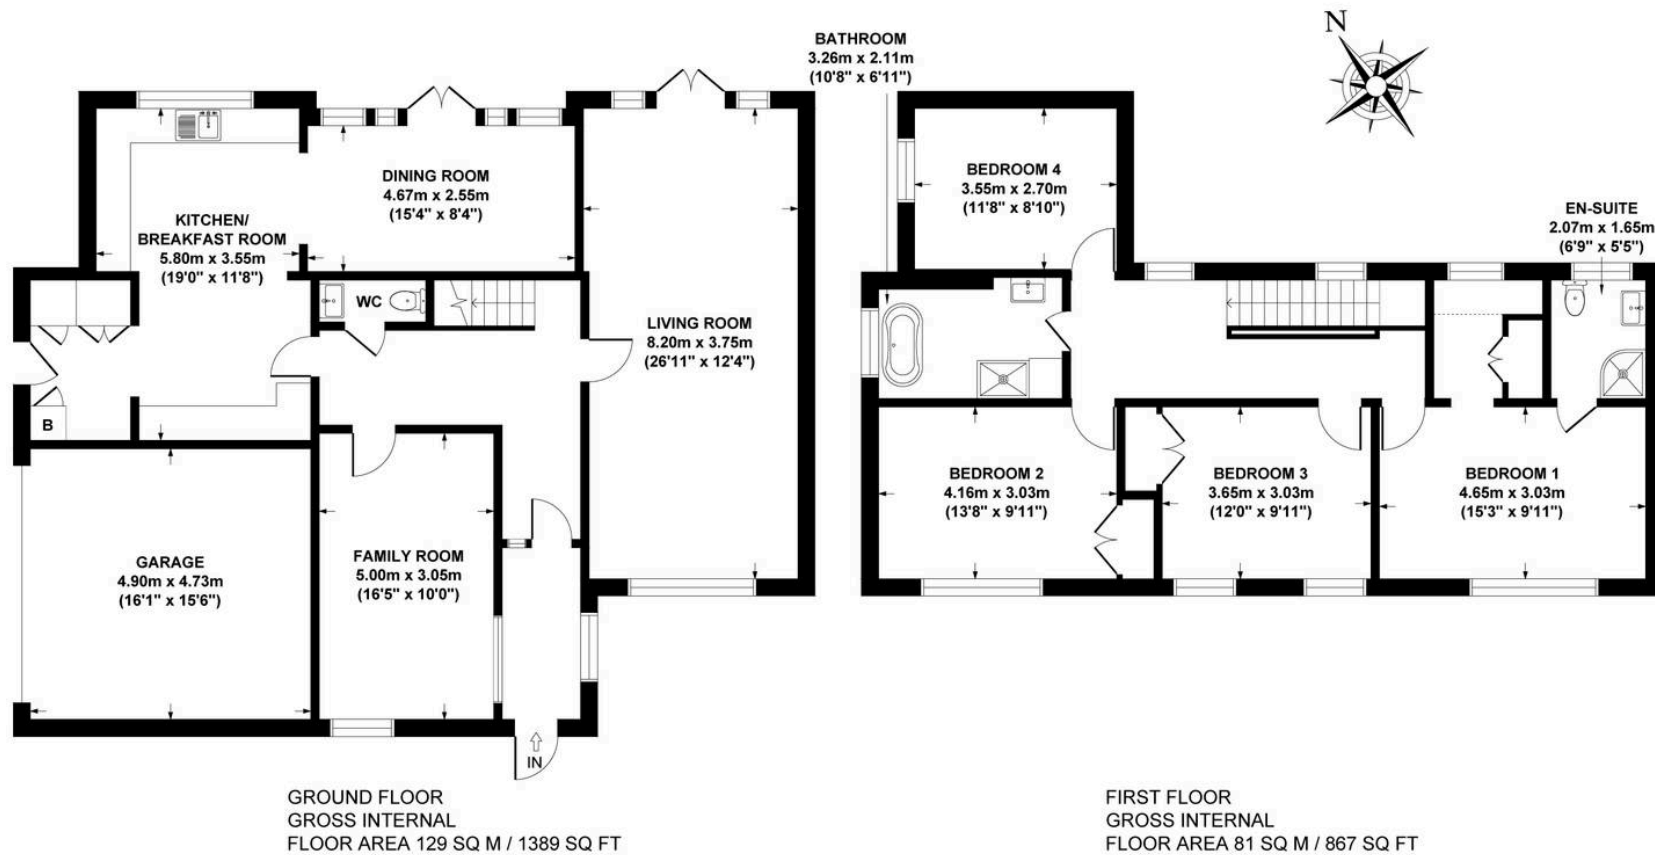 KITCHEN/
BREAKFAST ROOM
5.80m x 3.55m
(19'0" x 11'8")
DINING ROOM
4.67m x 2.55m
(15'4" x 8'4")
WC
LIVING ROOM
8.20m x 3.75m
(26'11" x 12'4")
B
GARAGE
4.90m x 4.73m
(16'1" x 15'6")
FAMILY ROOM
5.00m x 3.05m
(16'5" x 10'0")
IN
GROUND FLOOR
GROSS INTERNAL
FLOOR AREA 129 SQ M / 1389 SQ FT
BATHROOM
3.26m x 2.11m
(10'8" x 6'11")
N
BEDROOM 4
3.55m x 2.70m
(11'8" x 8'10")
EN-SUITE
2.07m x 1.65m
(6'9" x 5'5")
BEDROOM 2
4.16m x 3.03m
(13'8" x 9'11")
BEDROOM 3
3.65m x 3.03m
(12'0" x 9'11")
BEDROOM 1
4.65m x 3.03m
(15'3" x 9'11")
FIRST FLOOR
GROSS INTERNAL
FLOOR AREA 81 SQ M / 867 SQ FT